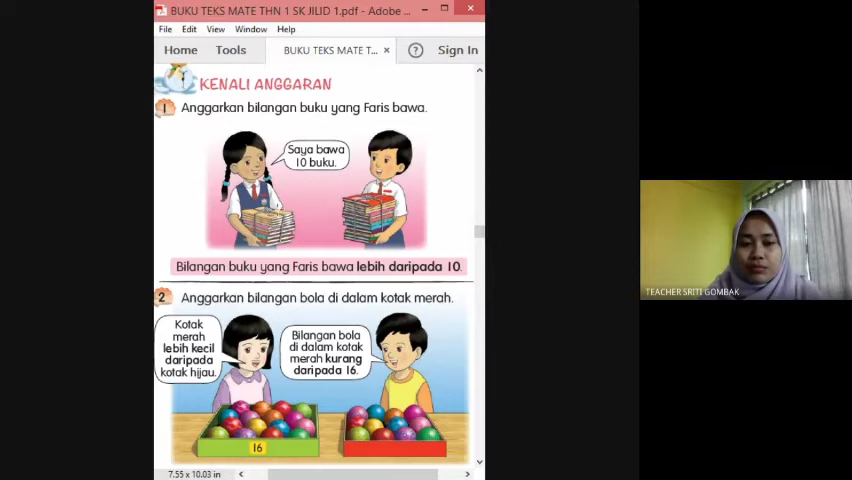 BUKU TEKS MATE THN 1 SK JILID 1.pdf - Adobe ...
File Edit View Window Help
Home Tools BUKU TEKS MATE T... × ? Sign In
KENALI ANGGARAN
1 Anggarkan bilangan buku yang Faris bawa.
Saya bawa
10 buku.
Bilangan buku yang Faris bawa lebih daripada 10.
2 Anggarkan bilangan bola di dalam kotak merah.
Kotak
merah
lebih kecil
daripada
kotak hijau.
Bilangan bola
di dalam kotak
merah kurang
daripada 16.
16
7.55 x 10.03 in
TEACHER SRITI GOMBAK